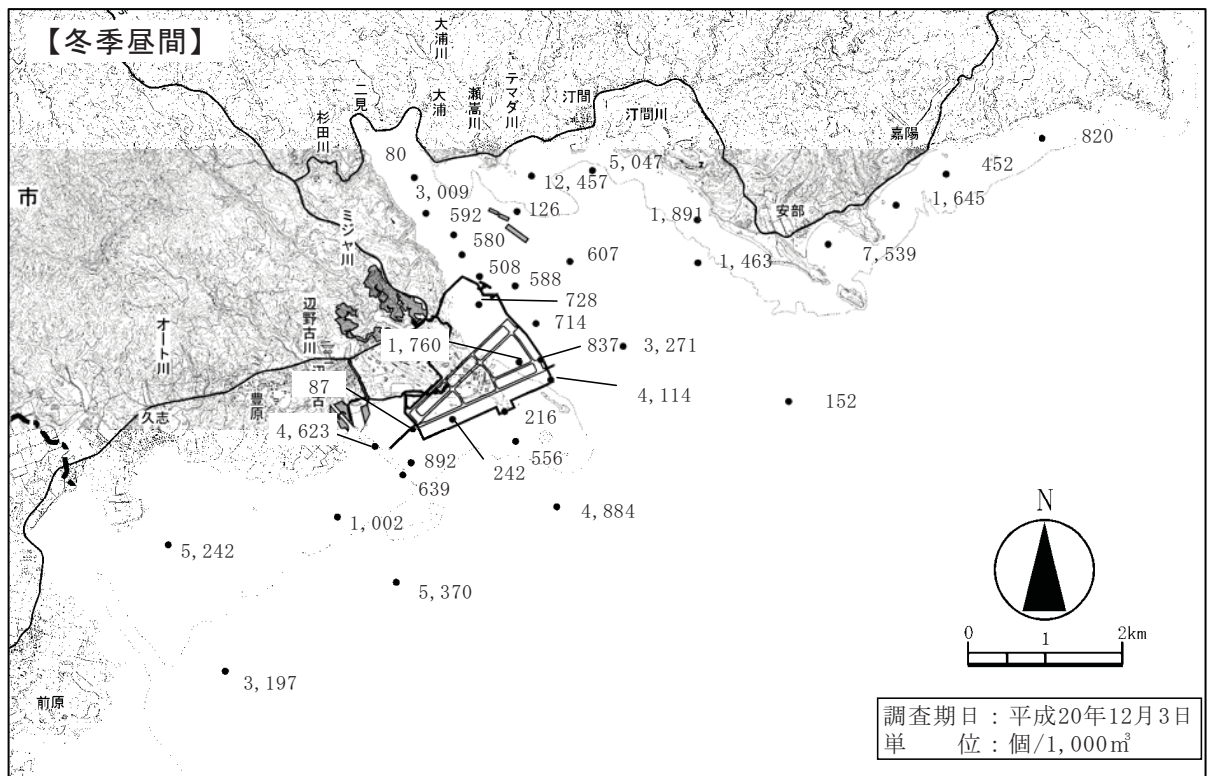 【冬季昼間】
大浦川
二見
杉田川
大浦
瀬嵩川
テマダ川
汀間
汀間川
嘉陽
安部
市
ミジャ川
辺野古川
辺野古
オート川
豊原
久志
前原
820
80
5,047
452
12,457
3,009
1,645
126
592
1,891
580
7,539
607
1,463
508
588
728
714
1,760
837
3,271
87
4,114
152
216
4,623
556
892
242
639
4,884
1,002
5,242
5,370
3,197
N
0 1 2km
調査期日：平成20年12月3日
単　　位：個/1,000㎥